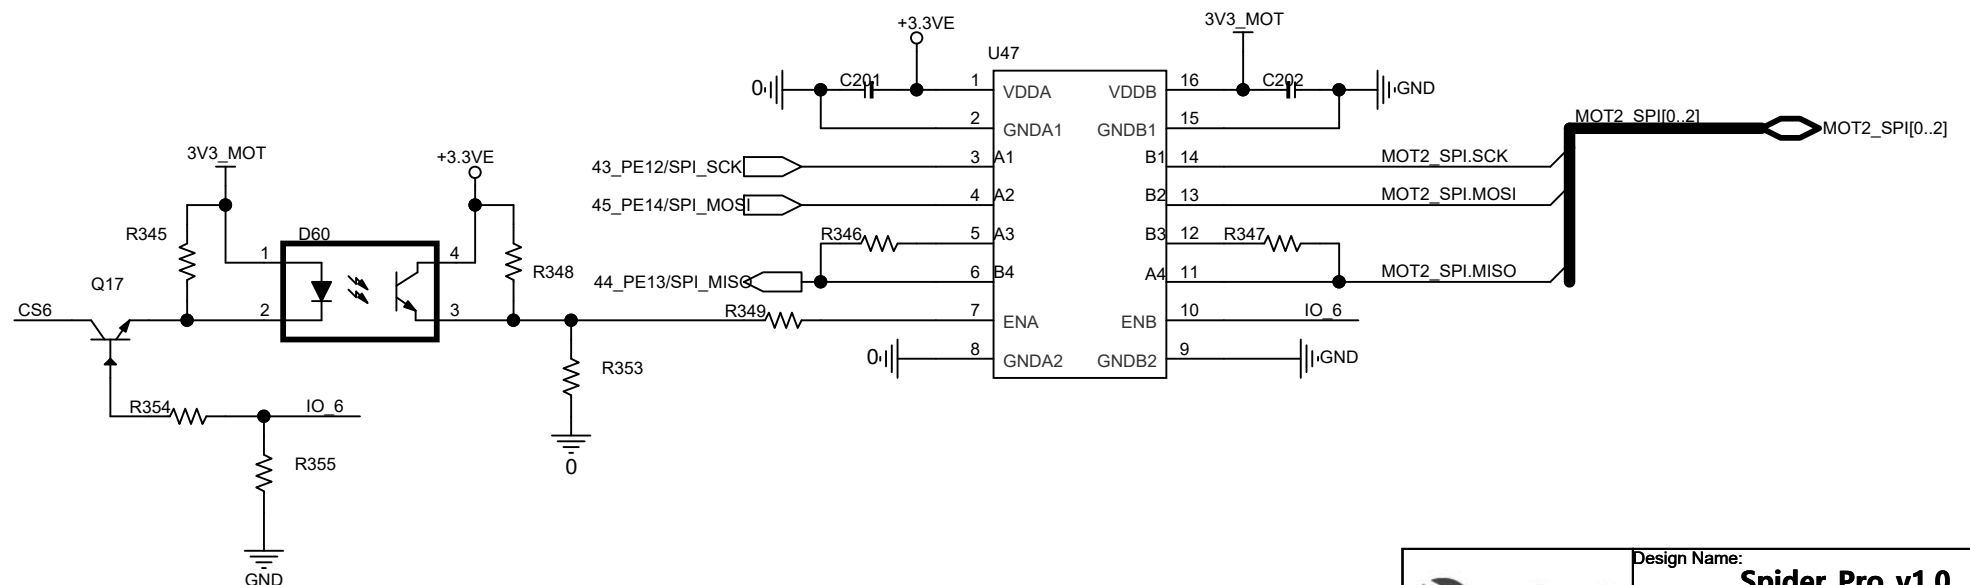 +3.3VE
3V3_MOT
U47
0
C201
1
VDDA
VDDB
16
C202
GND
2
GNDA1
GNDB1
15
MOT2_SPI[0..2]
MOT2_SPI[0..2]
3V3_MOT
+3.3VE
43_PE12/SPI_SCK
3
A1
B1
14
MOT2_SPI.SCK
45_PE14/SPI_MOSI
4
A2
B2
13
MOT2_SPI.MOSI
R345
D60
R346
5
A3
B3
12
R347
1
4
R348
44_PE13/SPI_MISO
6
B4
A4
11
MOT2_SPI.MISO
Q17
CS6
2
3
R349
7
ENA
ENB
10
IO_6
0
8
GNDA2
GNDB2
9
GND
R353
R354
IO_6
0
R355
GND
Design Name:
Spider Pro v1.0